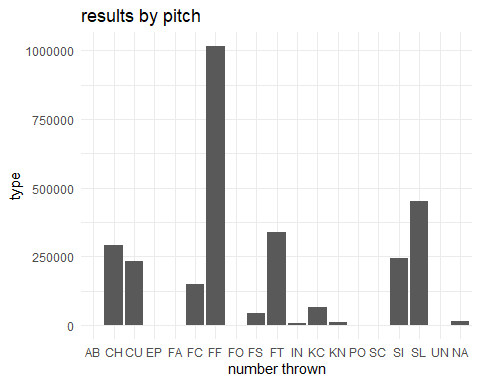 results by pitch
1000000
750000
500000
250000
0
type
AB CH CU EP FA FC FF FO FS FT IN KC KN PO SC SI SL UN NA
number thrown